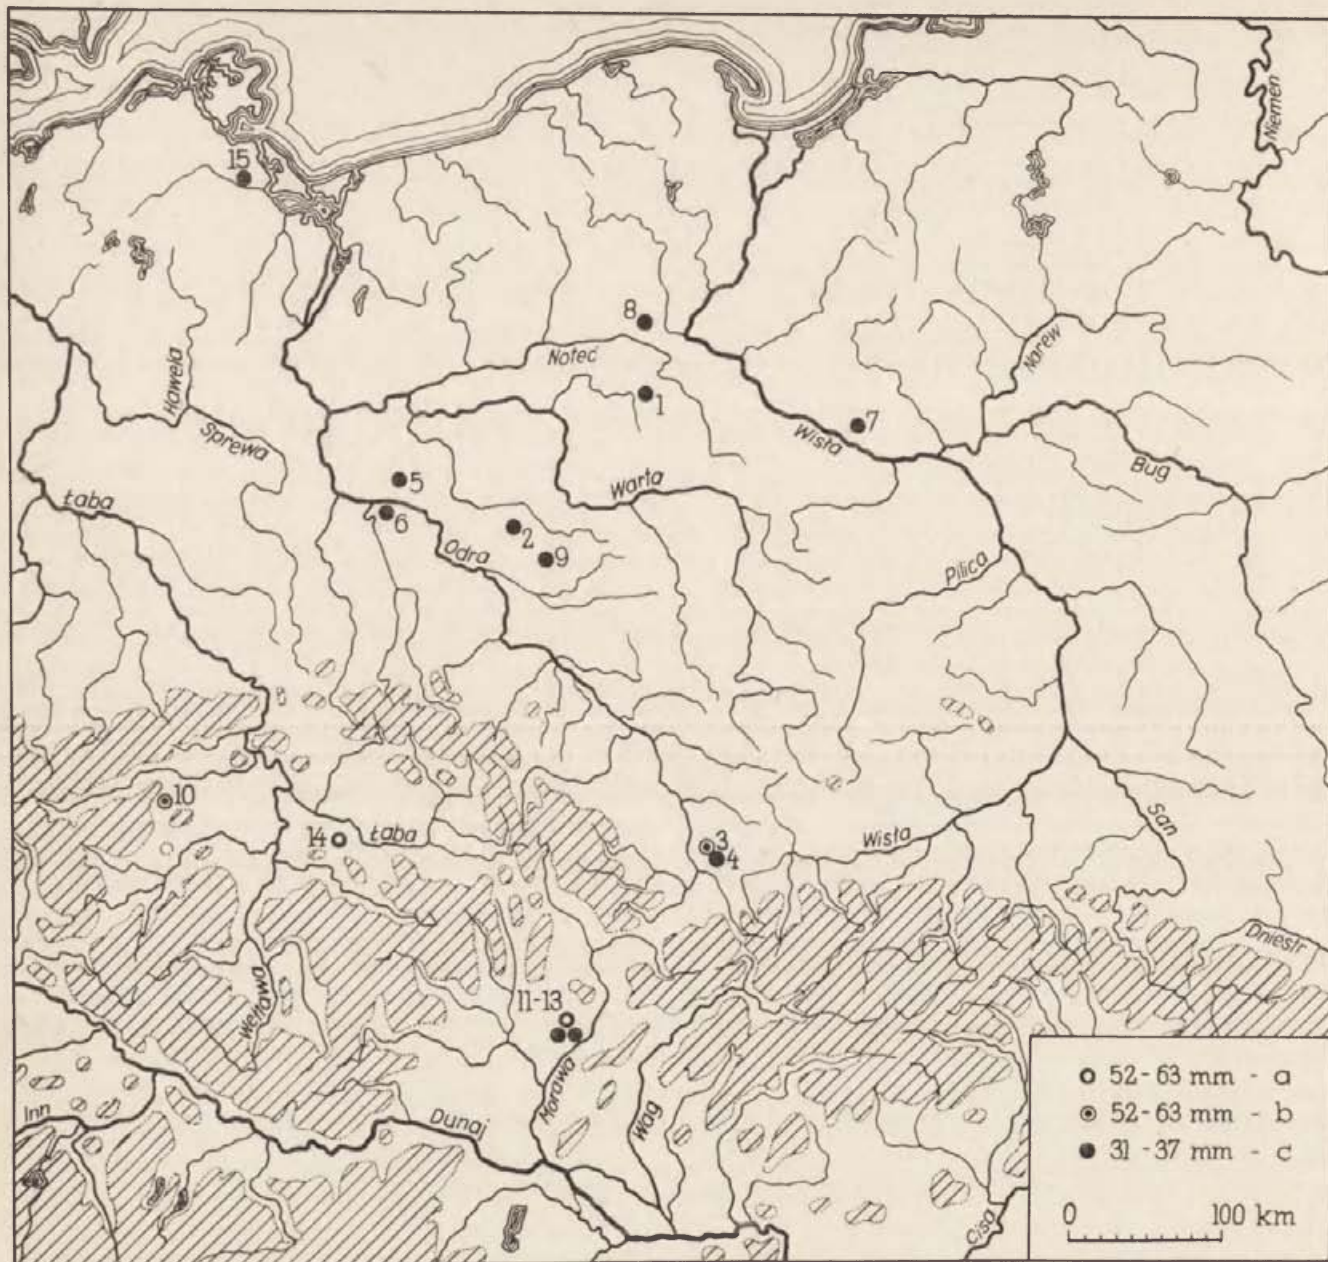 Niemen
15
8
Noteć
Narew
Hawela
1
Sprewa
7
Wisła
Bug
5
Warta
Łaba
6
2
9
Odra
Pilica
10
San
14
Łaba
3
4
Wisła
Dniestr
11-13
Wełtawa
Morawa
Wag
Inn
Dunaj
Cisa
52-63 mm - a
52-63 mm - b
31-37 mm - c
0 100 km